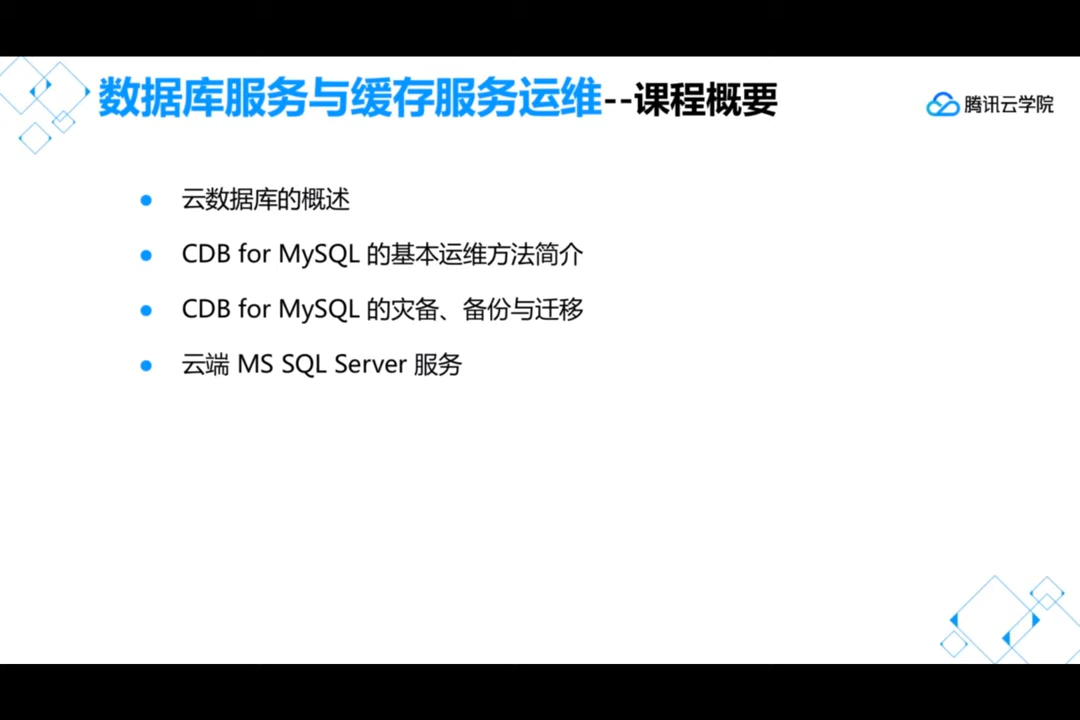 数据库服务与缓存服务运维--课程概要
腾讯云学院
云数据库的概述
CDB for MySQL 的基本运维方法简介
CDB for MySQL 的灾备、备份与迁移
云端 MS SQL Server 服务